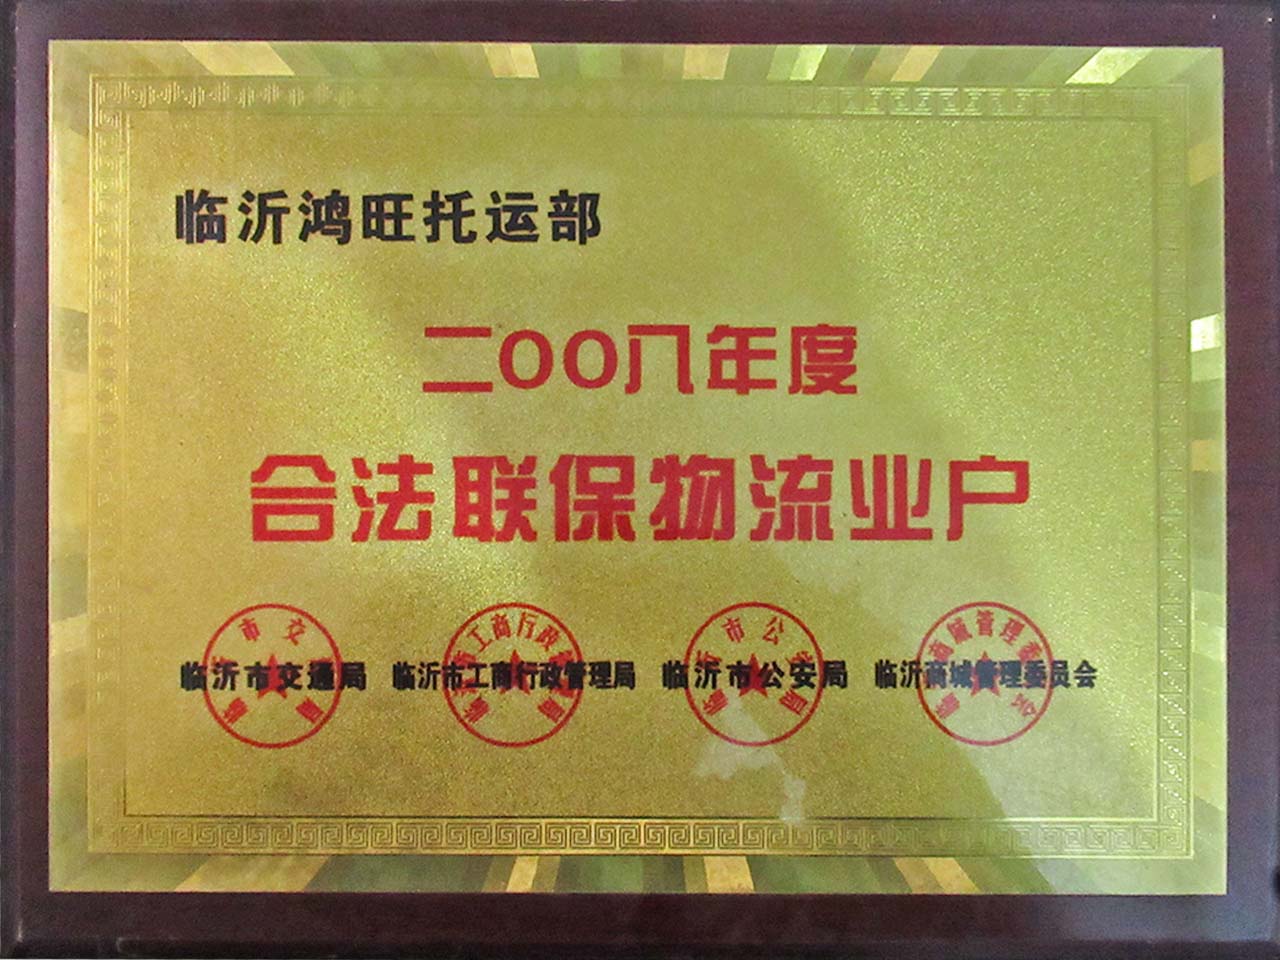 临沂鸿旺托运部
二OO八年度
合法联保物流业户
临沂市交通局 临沂市工商行政管理局 临沂市公安局 临沂商城管理委员会